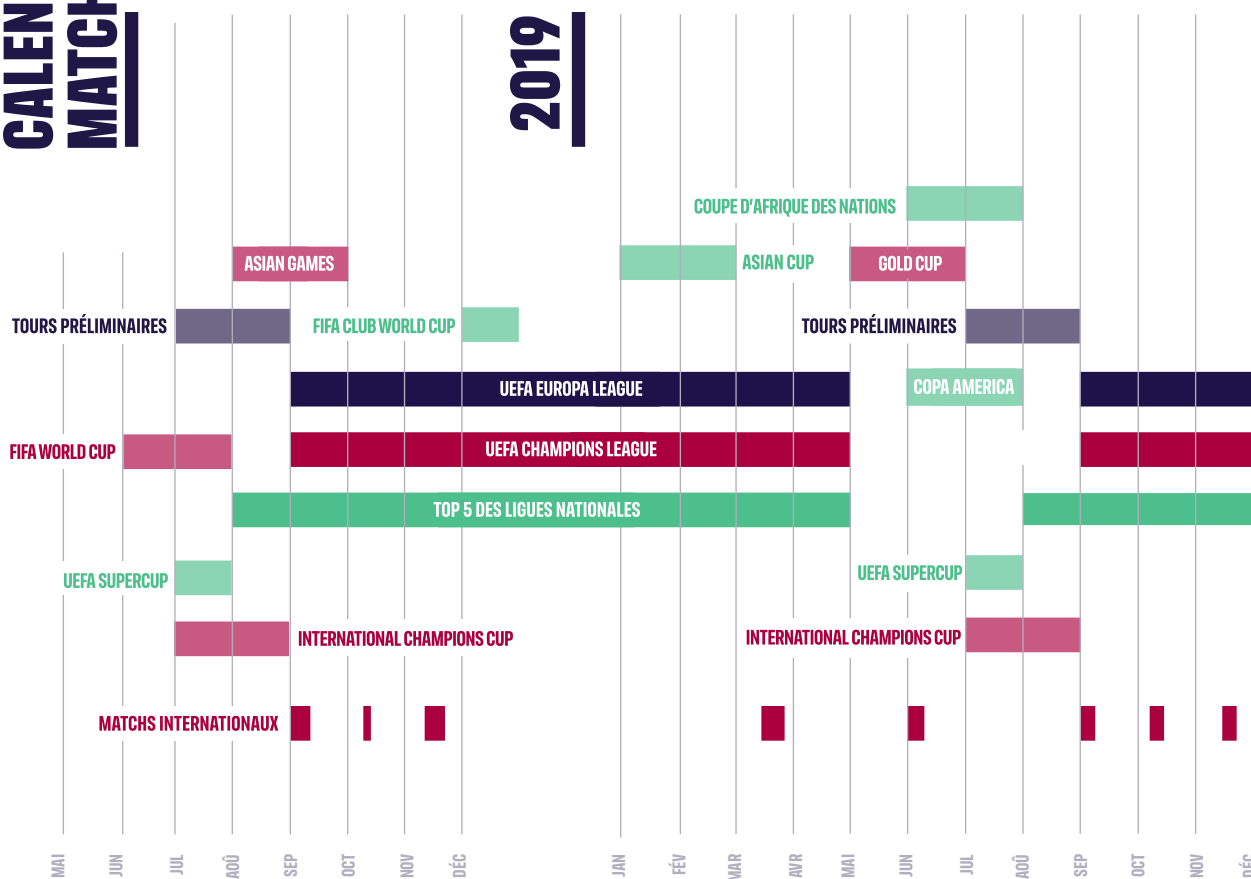 CALEN
MATCH
2019
COUPE D'AFRIQUE DES NATIONS
ASIAN GAMES
ASIAN CUP
GOLD CUP
TOURS PRÉLIMINAIRES
FIFA CLUB WORLD CUP
TOURS PRÉLIMINAIRES
UEFA EUROPA LEAGUE
COPA AMERICA
FIFA WORLD CUP
UEFA CHAMPIONS LEAGUE
TOP 5 DES LIGUES NATIONALES
UEFA SUPERCUP
UEFA SUPERCUP
INTERNATIONAL CHAMPIONS CUP
INTERNATIONAL CHAMPIONS CUP
MATCHS INTERNATIONAUX
MAI
JUN
JUL
AOÛ
SEP
OCT
NOV
DÉC
JAN
FÉV
MAR
AVR
MAI
JUN
JUL
AOÛ
SEP
OCT
NOV
DÉC